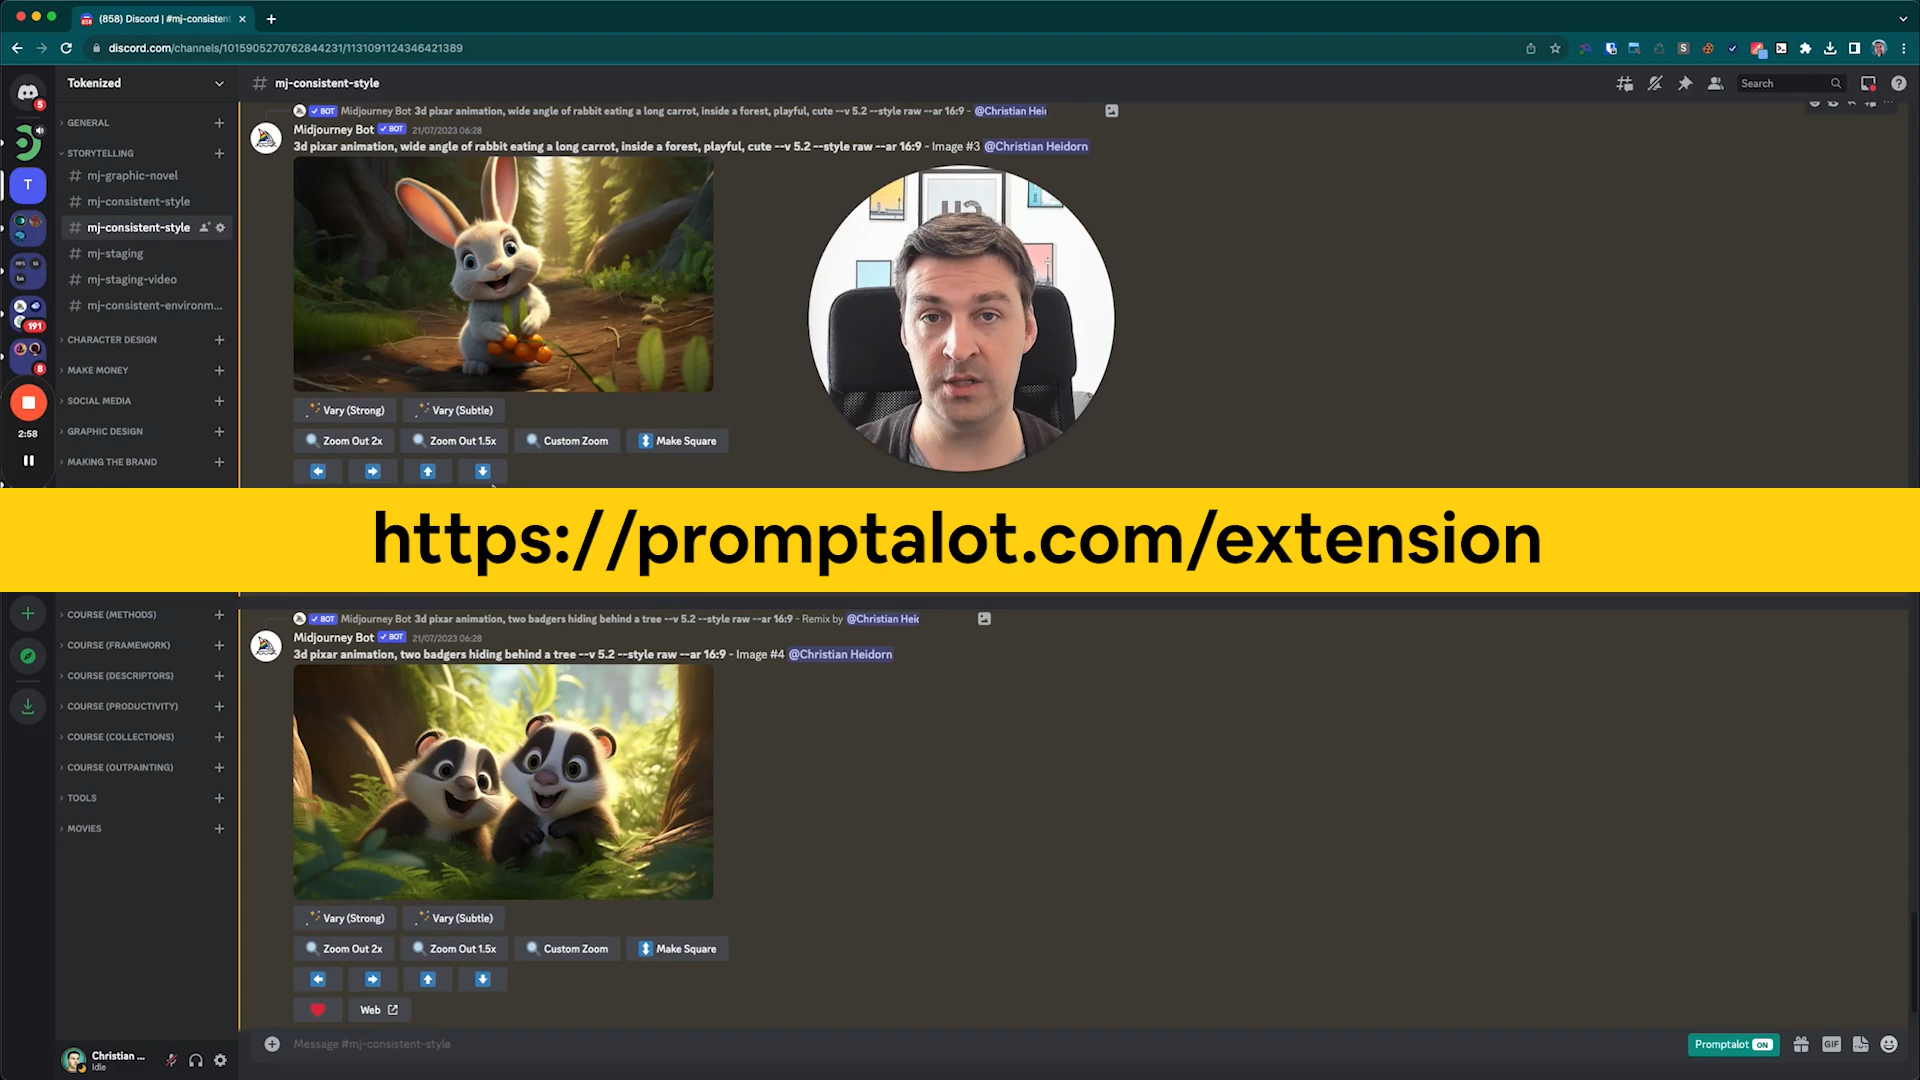 (858) Discord | #mj-consistent
discord.com/channels/1015905270762844231/1131091124346421389
5
Tokenized
mj-consistent-style
Search
GENERAL
STORYTELLING
mj-graphic-novel
mj-consistent-style
mj-consistent-style
mj-staging
mj-staging-video
mj-consistent-environm...
CHARACTER DESIGN
MAKE MONEY
SOCIAL MEDIA
GRAPHIC DESIGN
MAKING THE BRAND
T
191
8
2:58
BOT Midjourney Bot 3d pixar animation, wide angle of rabbit eating a long carrot, inside a forest, playful, cute --v 5.2 --style raw --ar 16:9 - @Christian Hei
Midjourney Bot BOT 21/07/2023 06:28
3d pixar animation, wide angle of rabbit eating a long carrot, inside a forest, playful, cute --v 5.2 --style raw --ar 16:9 - Image #3 @Christian Heidorn
Vary (Strong) Vary (Subtle)
Zoom Out 2x Zoom Out 1.5x Custom Zoom Make Square
https://promptalot.com/extension
COURSE (METHODS)
COURSE (FRAMEWORK)
COURSE (DESCRIPTORS)
COURSE (PRODUCTIVITY)
COURSE (COLLECTIONS)
COURSE (OUTPAINTING)
TOOLS
MOVIES
BOT Midjourney Bot 3d pixar animation, two badgers hiding behind a tree --v 5.2 --style raw --ar 16:9 - Remix by @Christian Heid
Midjourney Bot BOT 21/07/2023 06:28
3d pixar animation, two badgers hiding behind a tree --v 5.2 --style raw --ar 16:9 - Image #4 @Christian Heidorn
Vary (Strong) Vary (Subtle)
Zoom Out 2x Zoom Out 1.5x Custom Zoom Make Square
Web
Christian ...
Idle
Message #mj-consistent-style
Promptalot ON
GIF